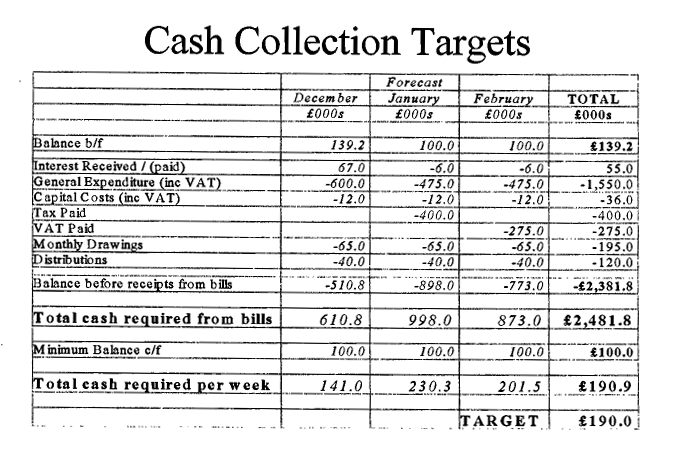 Cash Collection Targets
Forecast
December January February TOTAL
£000s £000s £000s £000s
Balance b/f 139.2 100.0 100.0 £139.2
Interest Received / (paid) 67.0 -6.0 -6.0 55.0
General Expenditure (inc VAT) -600.0 -475.0 -475.0 -1,550.0
Capital Costs (inc VAT) -12.0 -12.0 -12.0 -36.0
Tax Paid -400.0 -400.0
VAT Paid -275.0 -275.0
Monthly Drawings -65.0 -65.0 -65.0 -195.0
Distributions -40.0 -40.0 -40.0 -120.0
Balance before receipts from bills -510.8 -898.0 -773.0 -£2,381.8
Total cash required from bills 610.8 998.0 873.0 £2,481.8
Minimum Balance c/f 100.0 100.0 100.0 £100.0
Total cash required per week 141.0 230.3 201.5 £190.9
TARGET £190.0